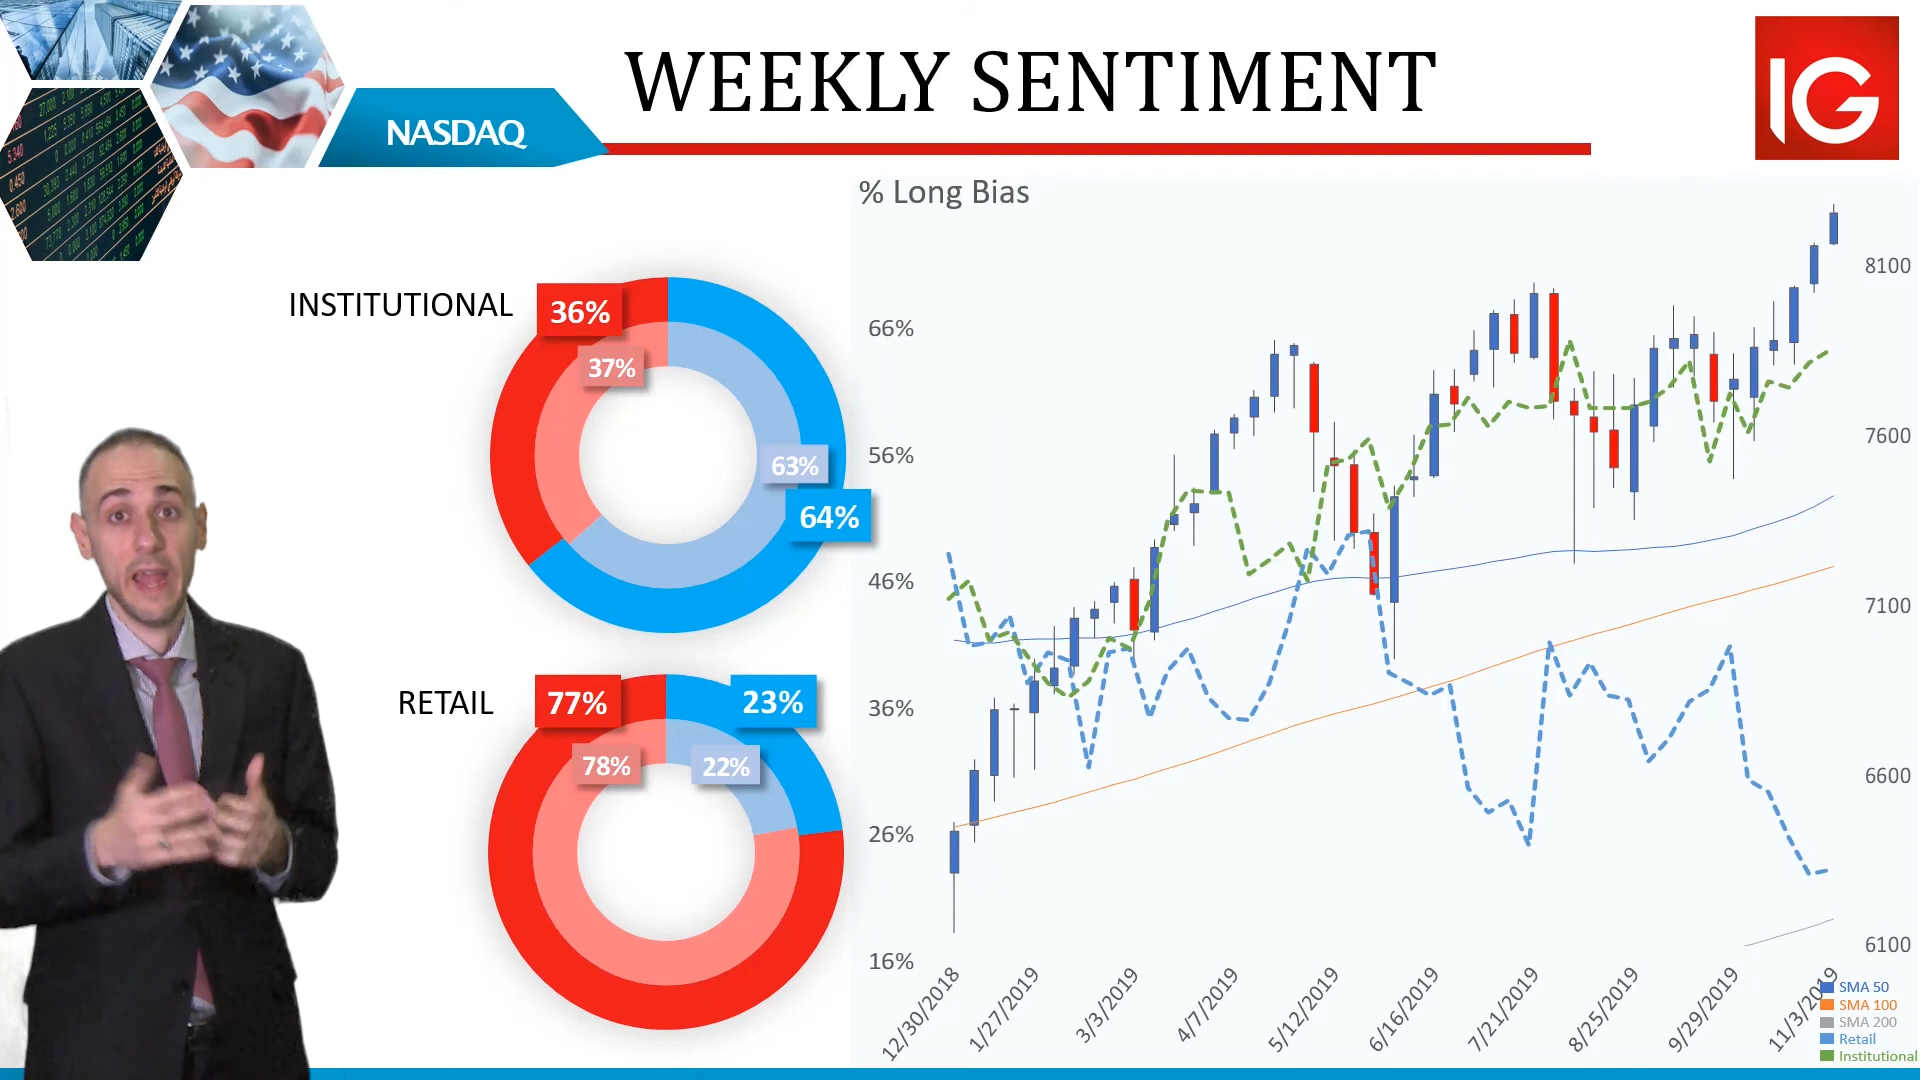 WEEKLY SENTIMENT
IG
NASDAQ
% Long Bias
INSTITUTIONAL
36%
37%
63%
64%
RETAIL
77%
23%
78%
22%
66%
56%
46%
36%
26%
16%
8100
7600
7100
6600
6100
12/30/2018
1/27/2019
3/3/2019
4/7/2019
5/12/2019
6/16/2019
7/21/2019
8/25/2019
9/29/2019
11/3/2019
SMA 50
SMA 100
SMA 200
Retail
Institutional